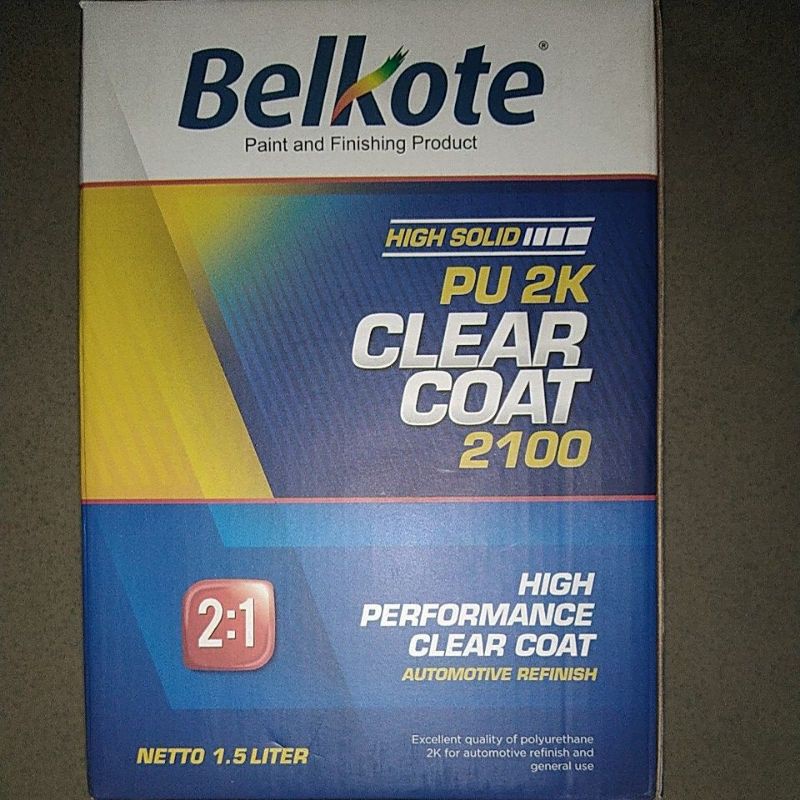 Belkote®
Paint and Finishing Product
HIGH SOLID
PU 2K
CLEAR
COAT
2100
2:1
HIGH
PERFORMANCE
CLEAR COAT
AUTOMOTIVE REFINISH
NETTO 1.5 LITER
Excellent quality of polyurethane
2K for automotive refinish and
general use